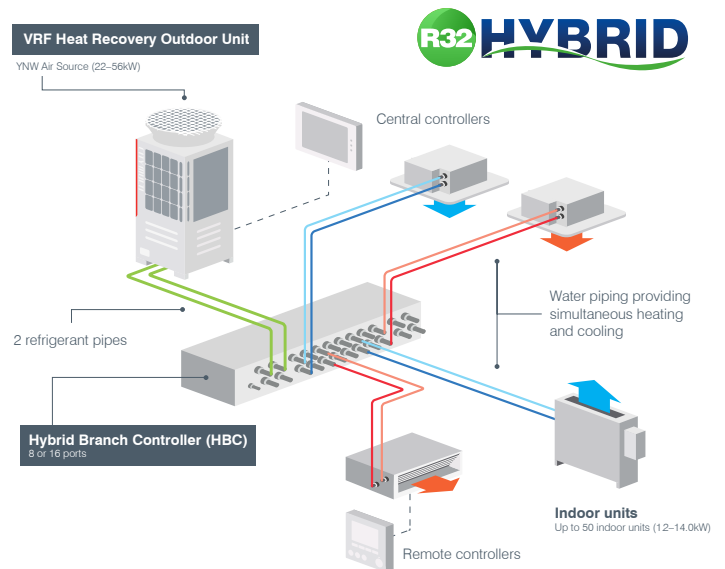 R32 HYBRID
VRF Heat Recovery Outdoor Unit
YNW Air Source (22–56kW)
Central controllers
Water piping providing
simultaneous heating
and cooling
2 refrigerant pipes
Hybrid Branch Controller (HBC)
8 or 16 ports
Indoor units
Up to 50 indoor units (1.2–14.0kW)
Remote controllers